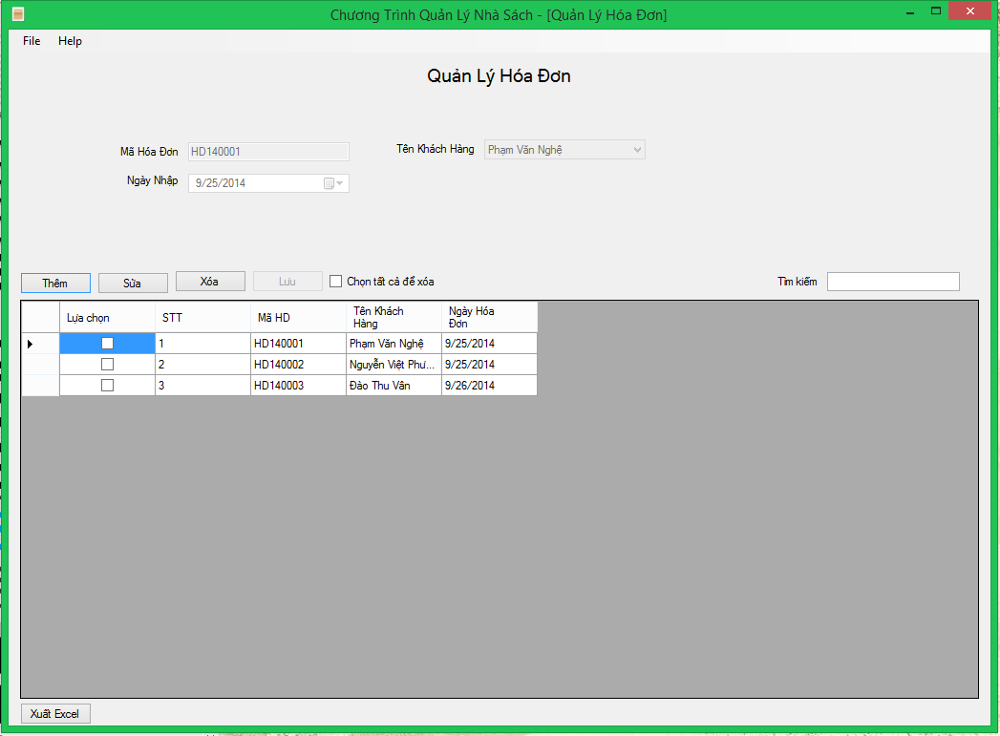 Chương Trình Quản Lý Nhà Sách - [Quản Lý Hóa Đơn]
File Help
Quản Lý Hóa Đơn
Mã Hóa Đơn HD140001 Tên Khách Hàng Phạm Văn Nghệ
Ngày Nhập 9/25/2014
Thêm Sửa Xóa Lưu Chọn tất cả để xóa Tìm kiếm
Lựa chọn STT Mã HD Tên Khách Hàng Ngày Hóa Đơn
1 HD140001 Phạm Văn Nghệ 9/25/2014
2 HD140002 Nguyễn Việt Phư... 9/25/2014
3 HD140003 Đào Thu Vân 9/26/2014
Xuất Excel